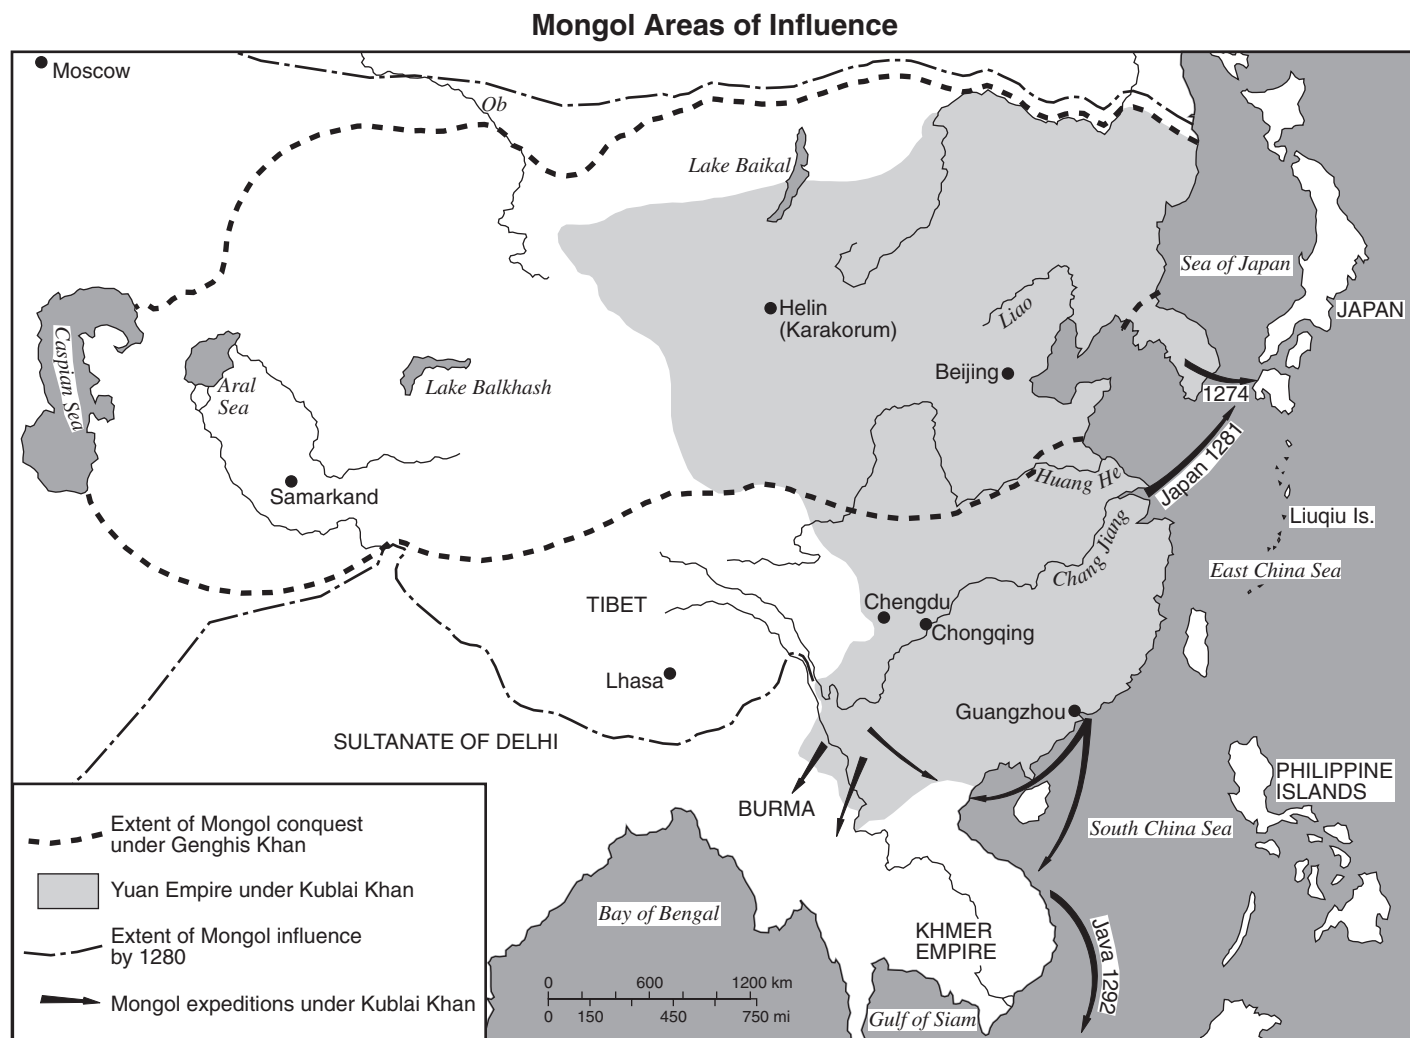 Mongol Areas of Influence
Moscow
Ob
Lake Baikal
Sea of Japan
JAPAN
Helin
(Karakorum)
Liao
Caspian Sea
Aral
Sea
Lake Balkhash
Beijing
1274
Japan 1281
Huang He
Samarkand
Liuqiu Is.
Chang Jiang
East China Sea
TIBET
Chengdu
Chongqing
Lhasa
Guangzhou
SULTANATE OF DELHI
PHILIPPINE
ISLANDS
BURMA
South China Sea
Extent of Mongol conquest
under Genghis Khan
Yuan Empire under Kublai Khan
Extent of Mongol influence
by 1280
Mongol expeditions under Kublai Khan
Bay of Bengal
KHMER
EMPIRE
Java 1292
0 600 1200 km
0 150 450 750 mi
Gulf of Siam